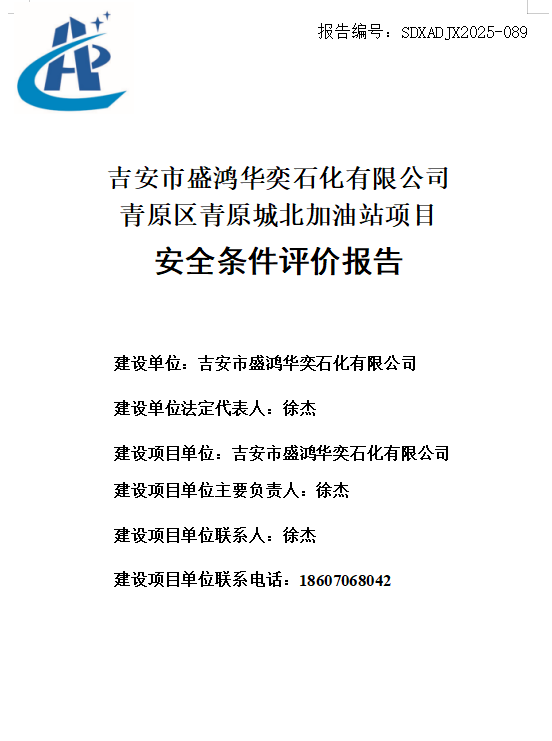 报告编号：SDXADJX2025-089
吉安市盛鸿华奕石化有限公司
青原区青原城北加油站项目
安全条件评价报告
建设单位：吉安市盛鸿华奕石化有限公司
建设单位法定代表人：徐杰
建设项目单位：吉安市盛鸿华奕石化有限公司
建设项目单位主要负责人：徐杰
建设项目单位联系人：徐杰
建设项目单位联系电话：18607068042